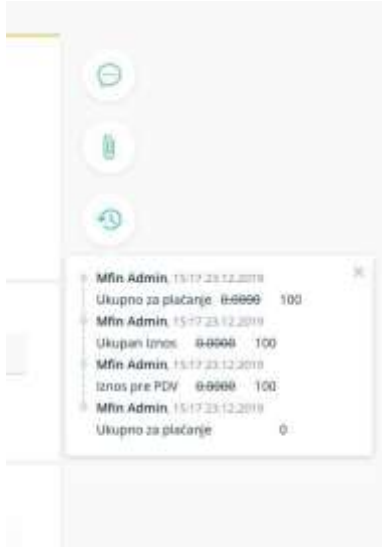 Mfin Admin, 15:17 23.12.2019
Ukupno za plaćanje 0.0000 100
Mfin Admin, 15:17 23.12.2019
Ukupan Iznos 0.0000 100
Mfin Admin, 15:17 23.12.2019
Iznos pre PDV 0.0000 100
Mfin Admin, 15:17 23.12.2019
Ukupno za plaćanje 0